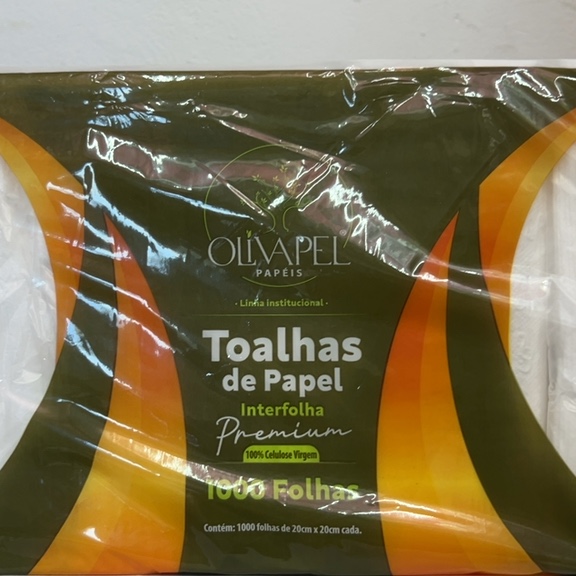 OLIVAPEL
PAPÉIS
· Linha institucional ·
Toalhas
de Papel
Interfolha
Premium
100% Celulose Virgem
1000 Folhas
Contém: 1000 folhas de 20cm x 20cm cada.